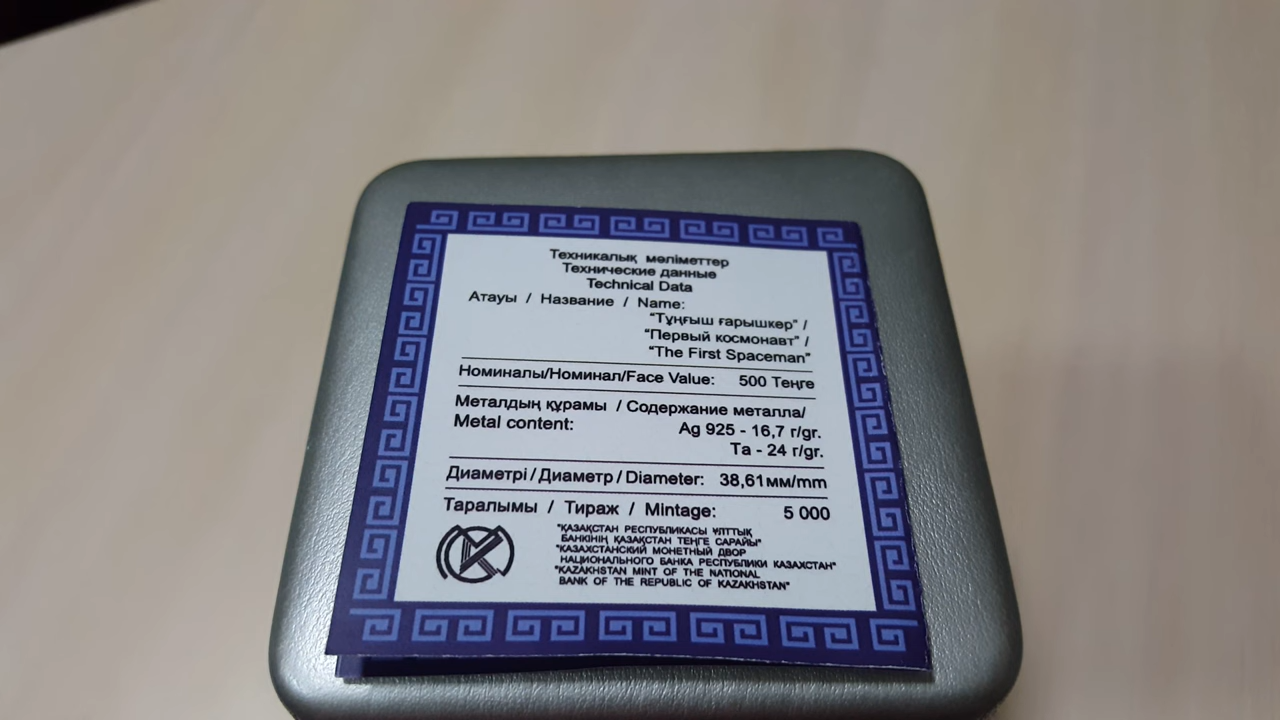 Техникалық мәліметтер
Технические данные
Technical Data
Атауы / Название / Name:
"Тұңғыш ғарышкер" /
"Первый космонавт" /
"The First Spaceman"
Номиналы/Номинал/Face Value: 500 Теңге
Металдың құрамы / Содержание металла/
Metal content: Ag 925 - 16,7 г/gr.
Ta - 24 г/gr.
Диаметрі / Диаметр / Diameter: 38,61мм/mm
Таралымы / Тираж / Mintage: 5 000
"ҚАЗАҚСТАН РЕСПУБЛИКАСЫ ҰЛТТЫҚ
БАНКІНІҢ ҚАЗАҚСТАН ТЕҢГЕ САРАЙЫ"
"КАЗАХСТАНСКИЙ МОНЕТНЫЙ ДВОР
НАЦИОНАЛЬНОГО БАНКА РЕСПУБЛИКИ КАЗАХСТАН"
"KAZAKHSTAN MINT OF THE NATIONAL
BANK OF THE REPUBLIC OF KAZAKHSTAN"